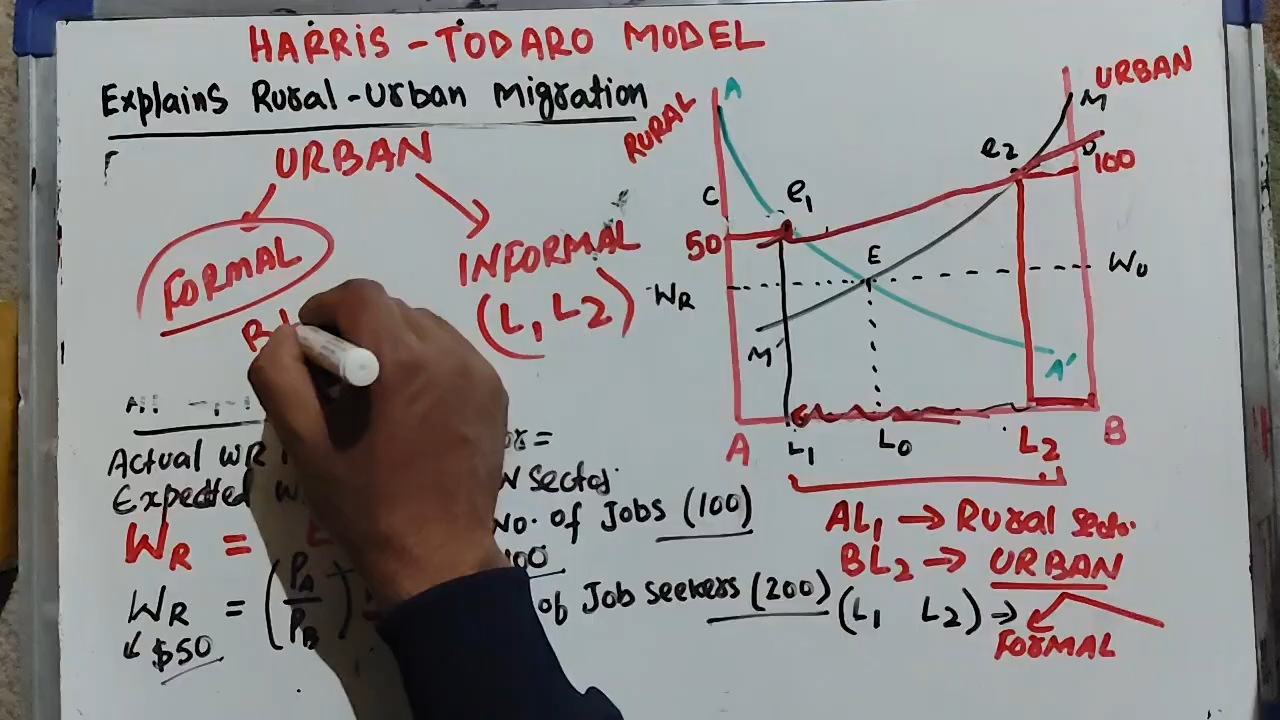 HARRIS - TODARO MODEL
Explains Rural-Urban Migration
URBAN
FORMAL
INFORMAL
(L1 L2)
Actual WR
Expected
N sector
No. of Jobs (100)
of Job seekers (200)
WR =
WR = (PA/PB)
$50
RURAL
URBAN
A
M
C
e1
e2
100
50
E
WR
W0
M'
A'
A
L1
L0
L2
B
AL1 → Rural secto.
BL2 → URBAN
(L1 L2) →
FORMAL